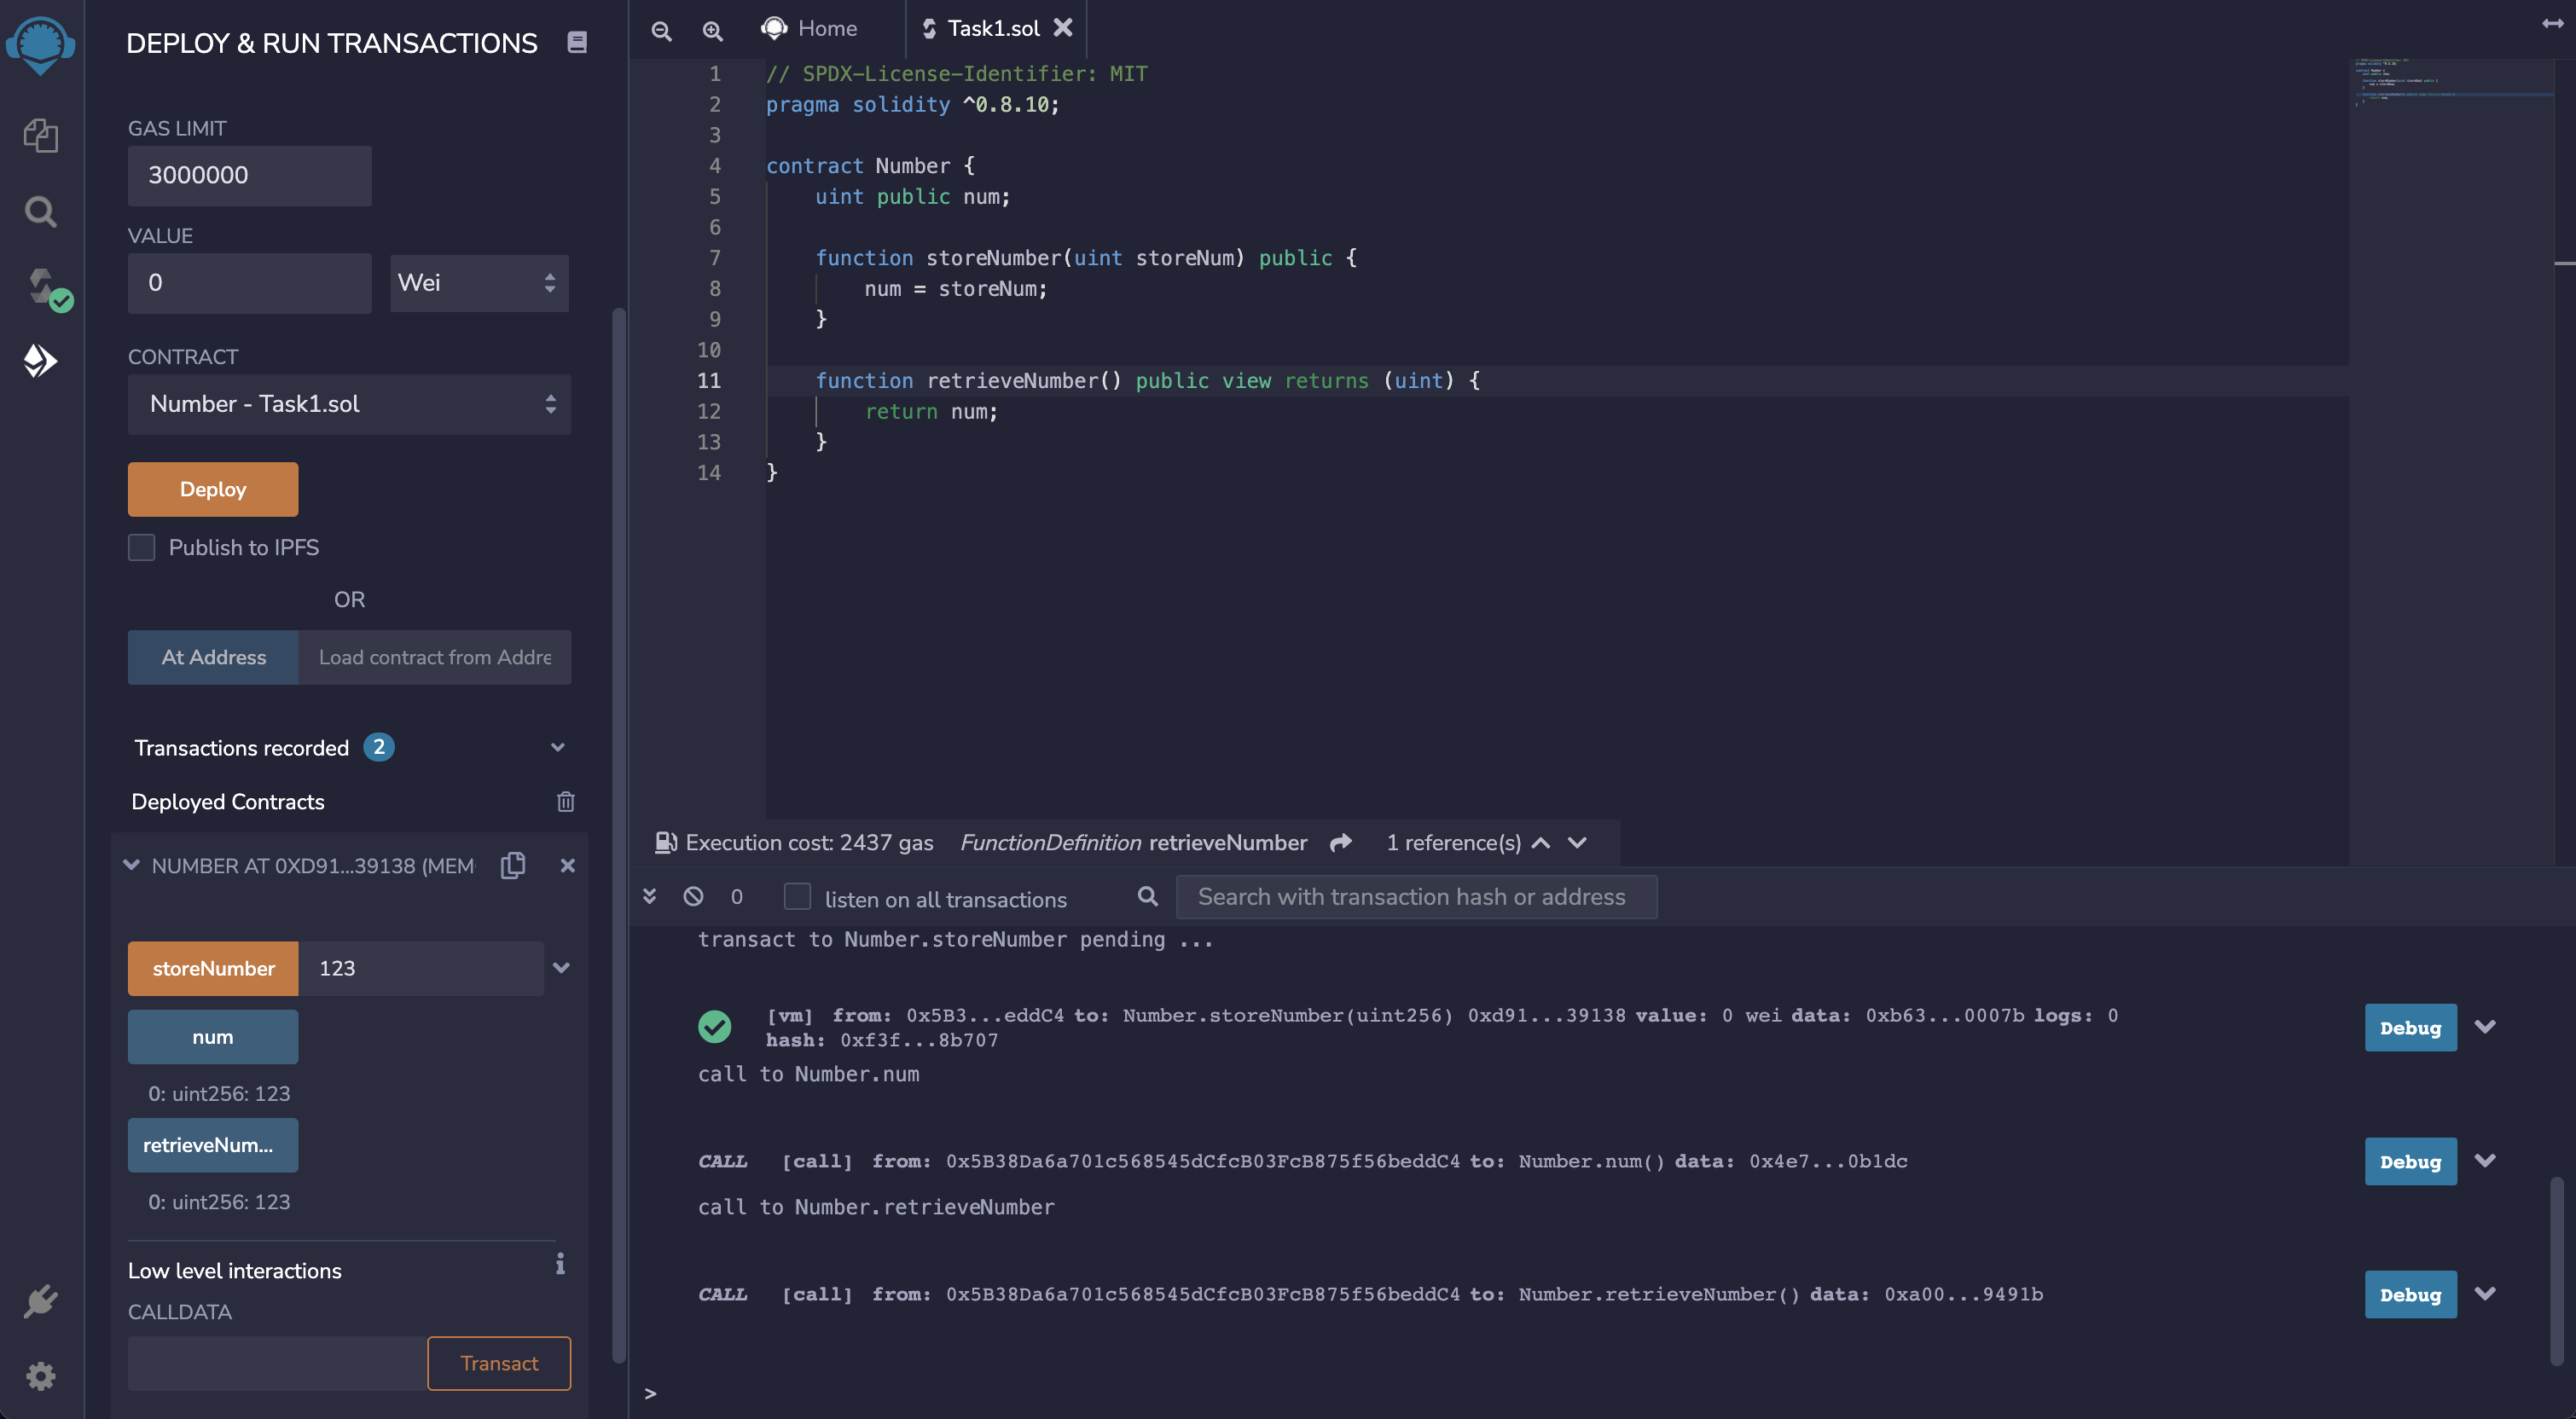 DEPLOY & RUN TRANSACTIONS
GAS LIMIT
3000000
VALUE
0
Wei
CONTRACT
Number - Task1.sol
Deploy
Publish to IPFS
OR
At Address
Load contract from Addre
Transactions recorded 2
Deployed Contracts
NUMBER AT 0XD91...39138 (MEM
storeNumber
123
num
0: uint256: 123
retrieveNum...
0: uint256: 123
Low level interactions
i
CALLDATA
Transact
Home
Task1.sol
1 // SPDX-License-Identifier: MIT
2 pragma solidity ^0.8.10;
3
4 contract Number {
5 uint public num;
6
7 function storeNumber(uint storeNum) public {
8 num = storeNum;
9 }
10
11 function retrieveNumber() public view returns (uint) {
12 return num;
13 }
14 }
Execution cost: 2437 gas FunctionDefinition retrieveNumber 1 reference(s)
0
listen on all transactions
Search with transaction hash or address
transact to Number.storeNumber pending ...
[vm] from: 0x5B3...eddC4 to: Number.storeNumber(uint256) 0xd91...39138 value: 0 wei data: 0xb63...0007b logs: 0
hash: 0xf3f...8b707
Debug
call to Number.num
CALL [call] from: 0x5B38Da6a701c568545dCfcB03FcB875f56beddC4 to: Number.num() data: 0x4e7...0b1dc
Debug
call to Number.retrieveNumber
CALL [call] from: 0x5B38Da6a701c568545dCfcB03FcB875f56beddC4 to: Number.retrieveNumber() data: 0xa00...9491b
Debug
>